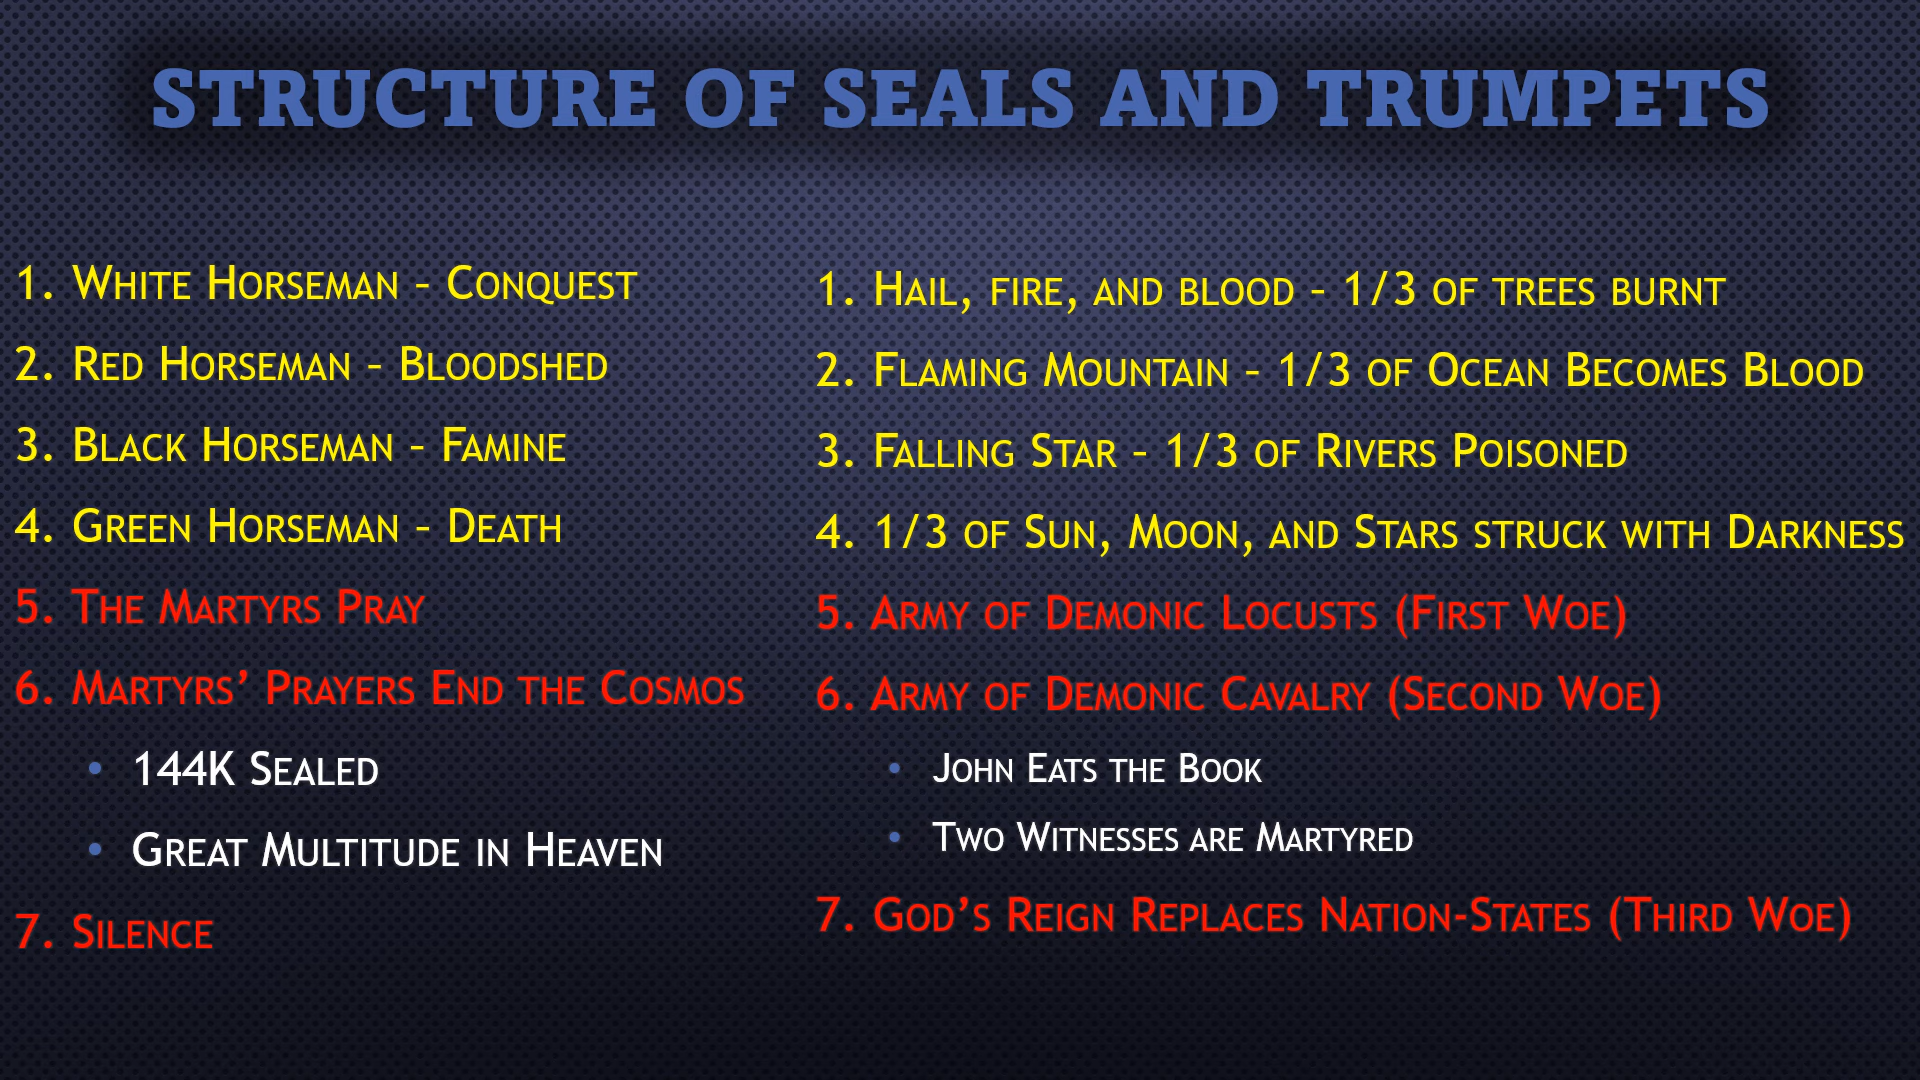 Structure of Seals and Trumpets
1. White Horseman – Conquest
2. Red Horseman – Bloodshed
3. Black Horseman – Famine
4. Green Horseman – Death
5. The Martyrs Pray
6. Martyrs’ Prayers End the Cosmos
• 144K Sealed
• Great Multitude in Heaven
7. Silence
1. Hail, fire, and blood – 1/3 of trees burnt
2. Flaming Mountain – 1/3 of Ocean Becomes Blood
3. Falling Star – 1/3 of Rivers Poisoned
4. 1/3 of Sun, Moon, and Stars struck with Darkness
5. Army of Demonic Locusts (First Woe)
6. Army of Demonic Cavalry (Second Woe)
• John Eats the Book
• Two Witnesses are Martyred
7. God’s Reign Replaces Nation-States (Third Woe)